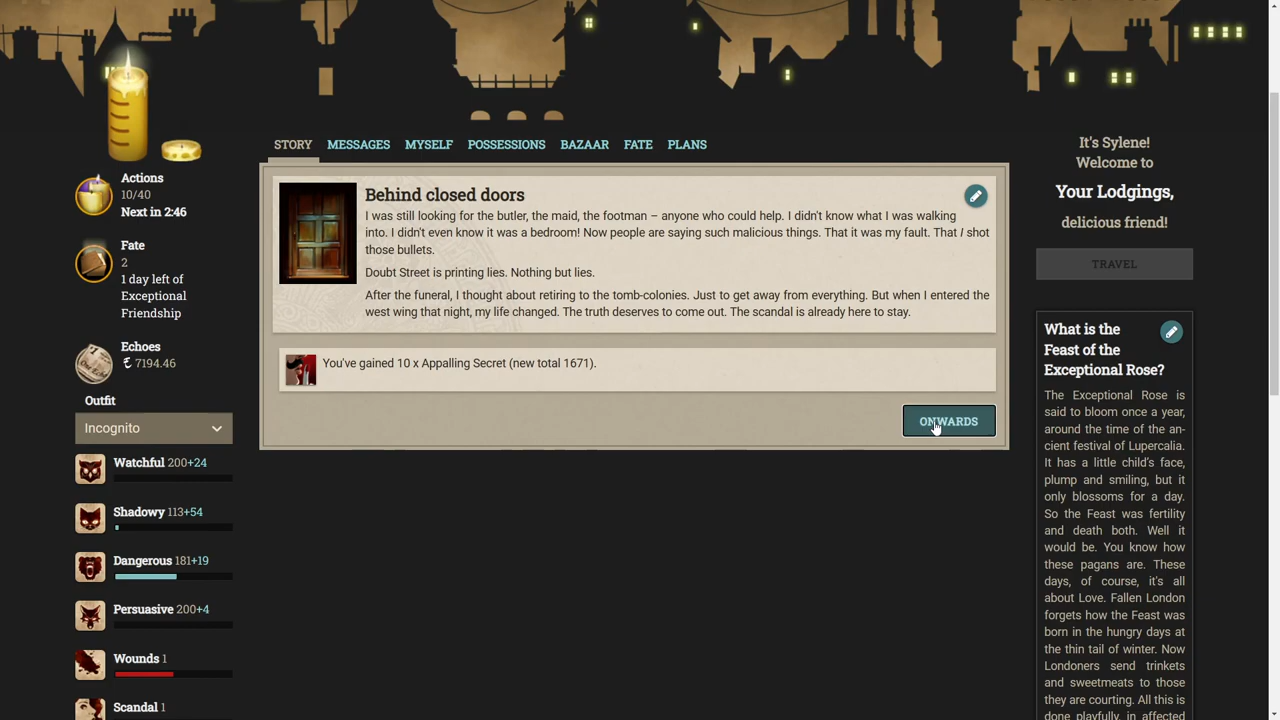 STORY MESSAGES MYSELF POSSESSIONS BAZAAR FATE PLANS
Actions
10/40
Next in 2:46
Fate
2
1 day left of
Exceptional
Friendship
Echoes
7194.46
Outfit
Incognito
Watchful 200+24
Shadowy 113+54
Dangerous 181+19
Persuasive 200+4
Wounds 1
Scandal 1
Behind closed doors
I was still looking for the butler, the maid, the footman – anyone who could help. I didn't know what I was walking
into. I didn't even know it was a bedroom! Now people are saying such malicious things. That it was my fault. That I shot
those bullets.
Doubt Street is printing lies. Nothing but lies.
After the funeral, I thought about retiring to the tomb-colonies. Just to get away from everything. But when I entered the
west wing that night, my life changed. The truth deserves to come out. The scandal is already here to stay.
You've gained 10 x Appalling Secret (new total 1671).
ONWARDS
It's Sylene!
Welcome to
Your Lodgings,
delicious friend!
TRAVEL
What is the
Feast of the
Exceptional Rose?
The Exceptional Rose is
said to bloom once a year,
around the time of the an-
cient festival of Lupercalia.
It has a little child's face,
plump and smiling, but it
only blossoms for a day.
So the Feast was fertility
and death both. Well it
would be. You know how
these pagans are. These
days, of course, it's all
about Love. Fallen London
forgets how the Feast was
born in the hungry days at
the thin tail of winter. Now
Londoners send trinkets
and sweetmeats to those
they are courting. All this is
done playfully, in affected